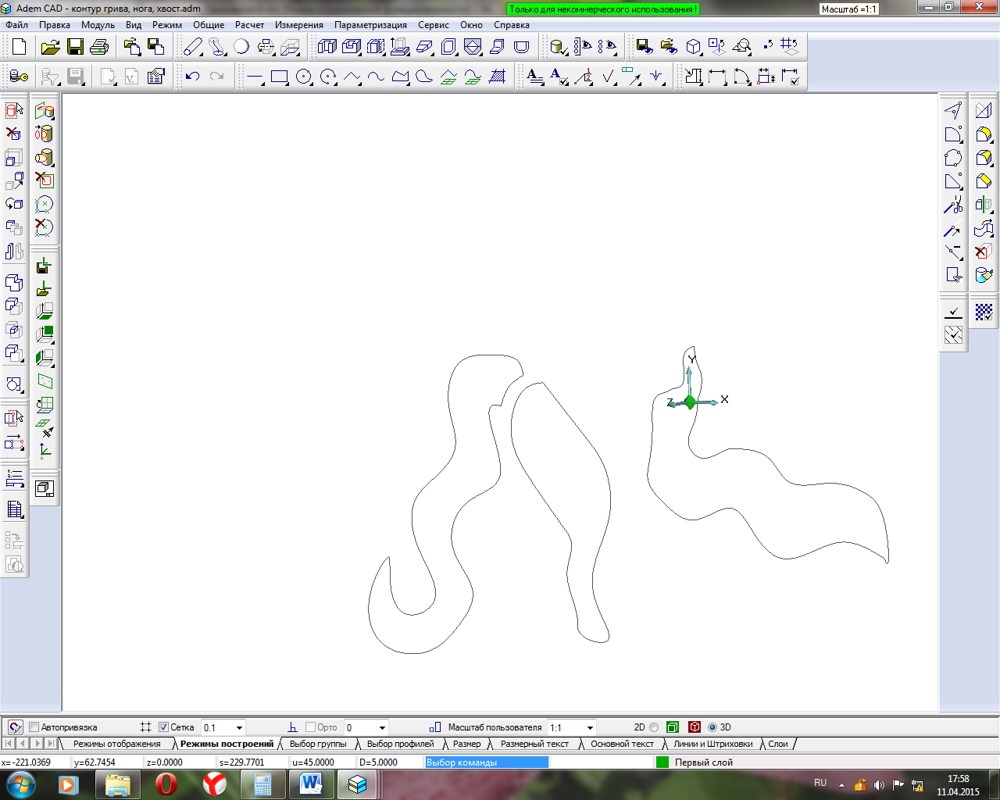 Adem CAD - контур грива, нога, хвост.adm
Только для некоммерческого использования !
Масштаб =1:1
Файл Правка Модуль Вид Режим Общие Расчет Измерения Параметризация Сервис Окно Справка
Y
Z X
Автопривязка Сетка 0.1 Орто 0 Масштаб пользователя 1:1 2D 3D
Режимы отображения Режимы построений Выбор группы Выбор профилей Размер Размерный текст Основной текст Линии и Штриховки Слои
x=-221.0369 y=62.7454 z=0.0000 s=229.7701 u=45.0000 D=5.0000 Выбор команды Первый слой
RU 17:58
11.04.2015